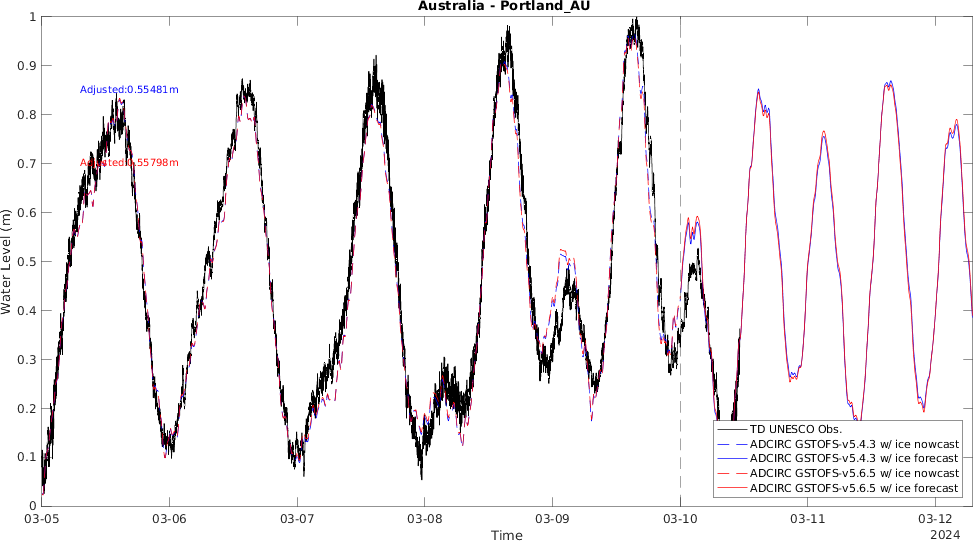 Australia - Portland_AU
Water Level (m)
1
0.9
0.8
0.7
0.6
0.5
0.4
0.3
0.2
0.1
0
Adjusted:0.55481m
Adjusted:0.55798m
TD UNESCO Obs.
ADCIRC GSTOFS-v5.4.3 w/ ice nowcast
ADCIRC GSTOFS-v5.4.3 w/ ice forecast
ADCIRC GSTOFS-v5.6.5 w/ ice nowcast
ADCIRC GSTOFS-v5.6.5 w/ ice forecast
03-05 03-06 03-07 03-08 03-09 03-10 03-11 03-12
Time
2024